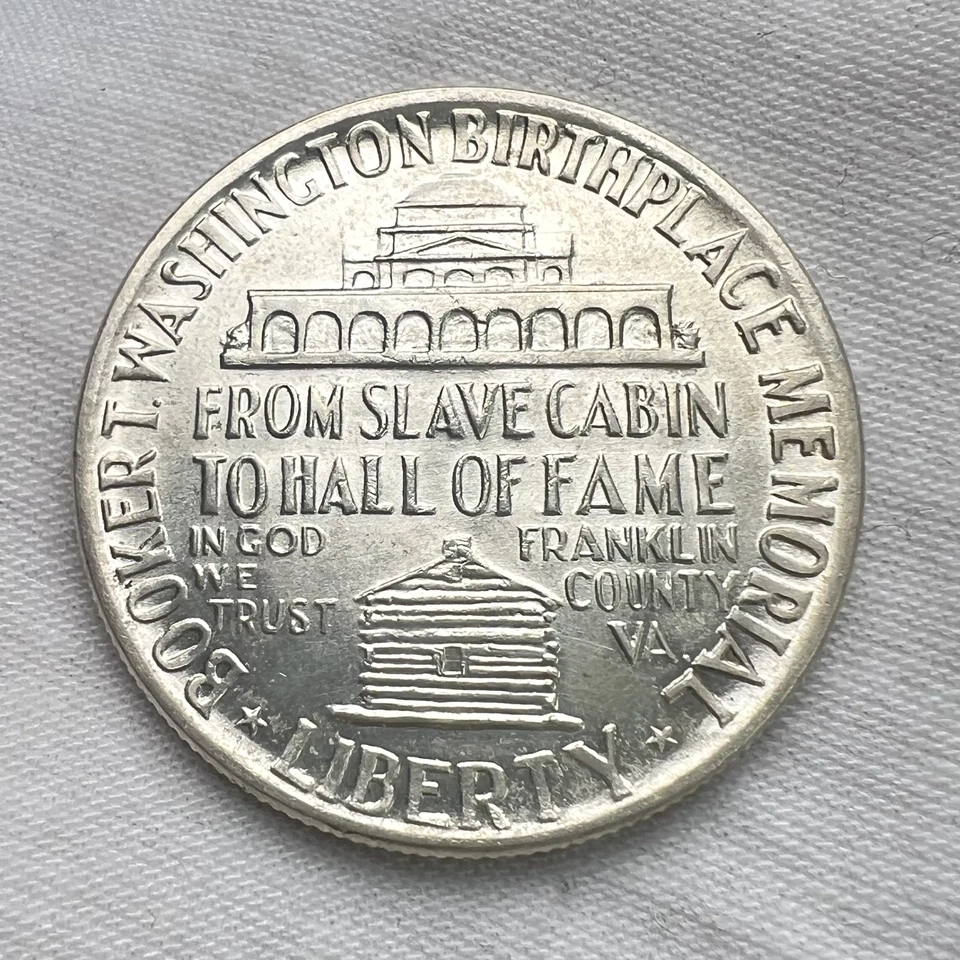 BOOKER T. WASHINGTON BIRTHPLACE MEMORIAL
FROM SLAVE CABIN
TO HALL OF FAME
IN GOD
WE
TRUST
FRANKLIN
COUNTY
VA.
LIBERTY